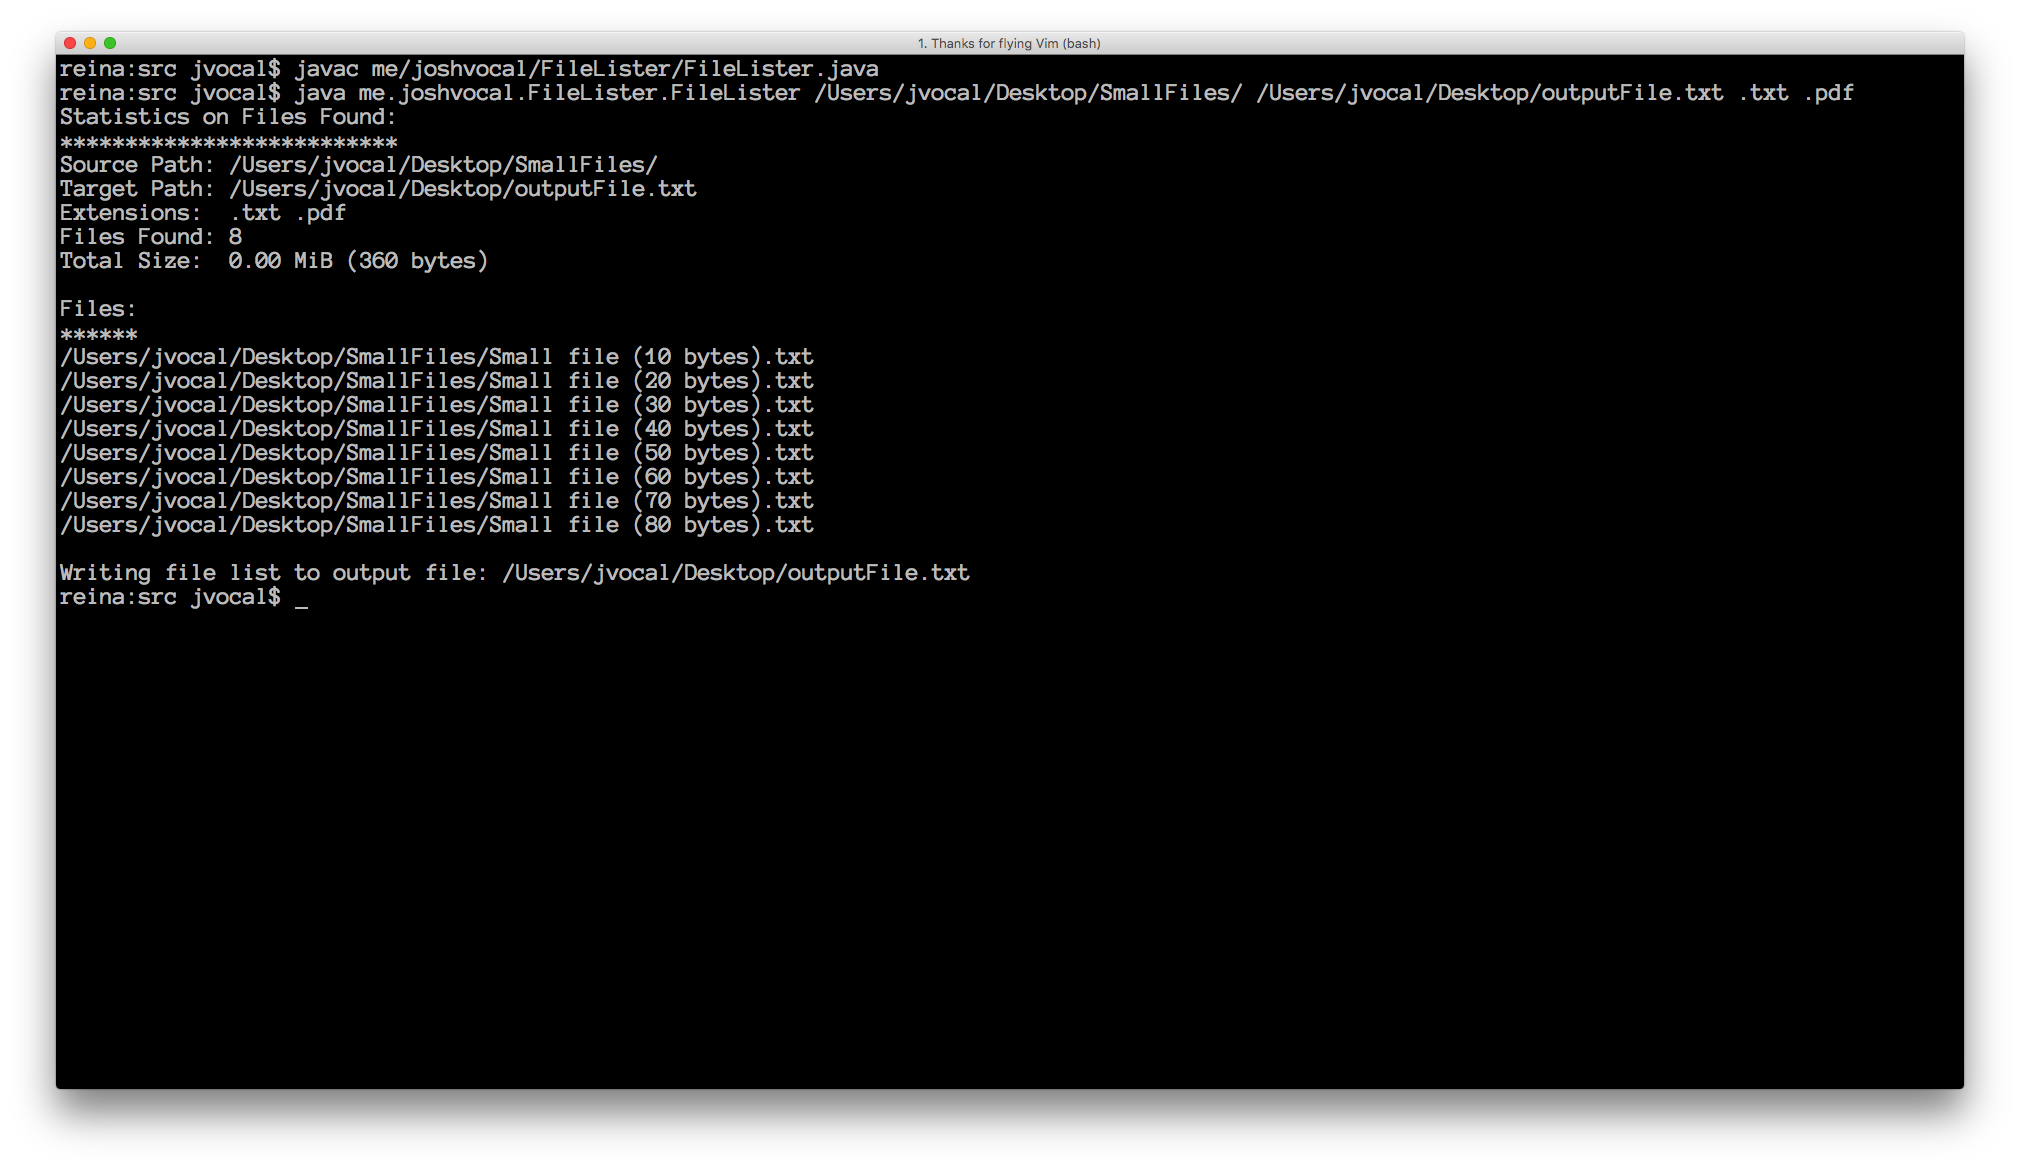 1. Thanks for flying Vim (bash)
reina:src jvocal$ javac me/joshvocal/FileLister/FileLister.java
reina:src jvocal$ java me.joshvocal.FileLister.FileLister /Users/jvocal/Desktop/SmallFiles/ /Users/jvocal/Desktop/outputFile.txt .txt .pdf
Statistics on Files Found:
**************************
Source Path: /Users/jvocal/Desktop/SmallFiles/
Target Path: /Users/jvocal/Desktop/outputFile.txt
Extensions:  .txt .pdf
Files Found: 8
Total Size:  0.00 MiB (360 bytes)

Files:
******
/Users/jvocal/Desktop/SmallFiles/Small file (10 bytes).txt
/Users/jvocal/Desktop/SmallFiles/Small file (20 bytes).txt
/Users/jvocal/Desktop/SmallFiles/Small file (30 bytes).txt
/Users/jvocal/Desktop/SmallFiles/Small file (40 bytes).txt
/Users/jvocal/Desktop/SmallFiles/Small file (50 bytes).txt
/Users/jvocal/Desktop/SmallFiles/Small file (60 bytes).txt
/Users/jvocal/Desktop/SmallFiles/Small file (70 bytes).txt
/Users/jvocal/Desktop/SmallFiles/Small file (80 bytes).txt

Writing file list to output file: /Users/jvocal/Desktop/outputFile.txt
reina:src jvocal$ _